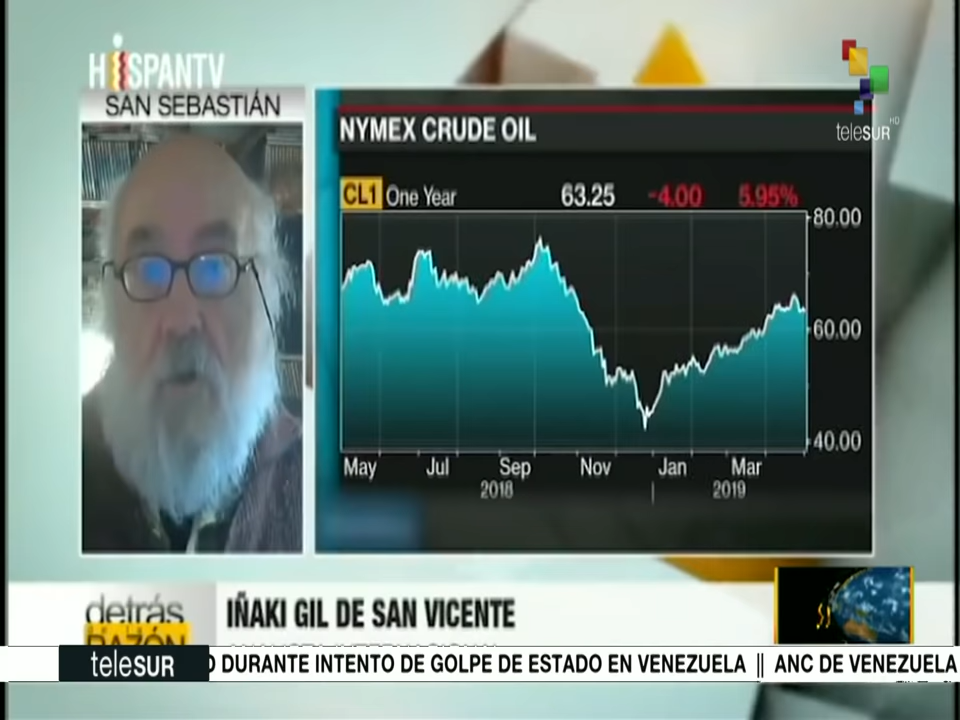 HISPANTV
SAN SEBASTIÁN
teleSUR HD
NYMEX CRUDE OIL
CL1 One Year 63.25 -4.00 5.95%
80.00
60.00
40.00
May Jul Sep Nov Jan Mar
2018 2019
detrás
RAZÓN
IÑAKI GIL DE SAN VICENTE
teleSUR O DURANTE INTENTO DE GOLPE DE ESTADO EN VENEZUELA || ANC DE VENEZUELA